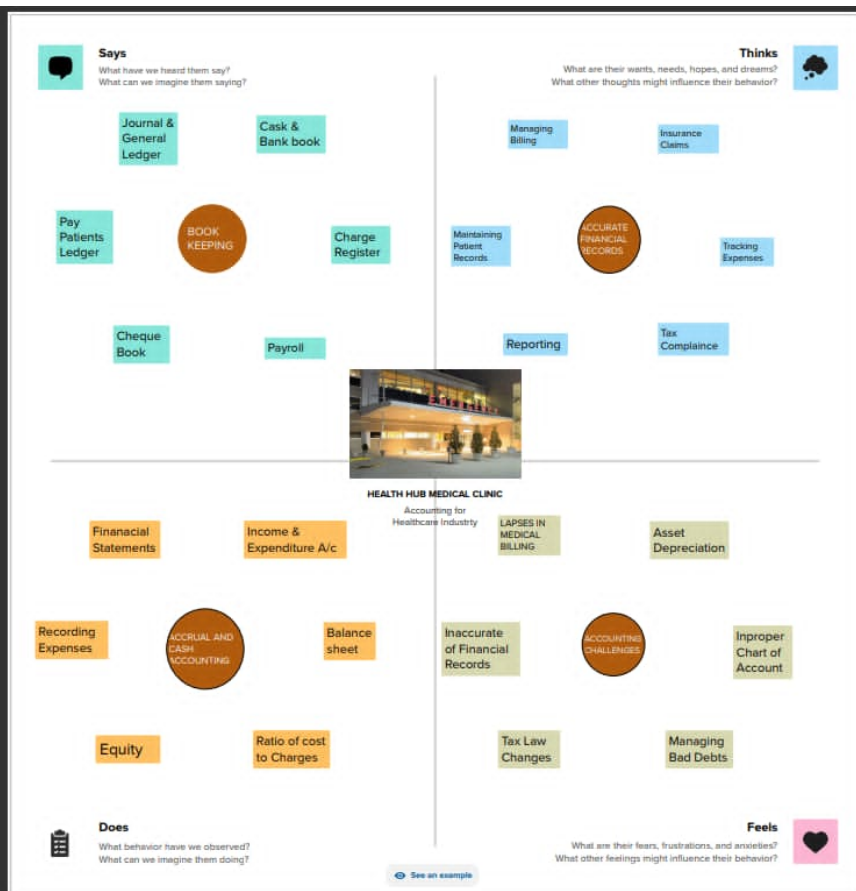 Says
What have we heard them say?
What can we imagine them saying?
Thinks
What are their wants, needs, hopes, and dreams?
What other thoughts might influence their behavior?
Journal &
General
Ledger
Cask &
Bank book
Pay
Patients
Ledger
BOOK
KEEPING
Charge
Register
Cheque
Book
Payroll
Managing
Billing
Insurance
Claims
Maintaining
Patient
Records
ACCURATE
FINANCIAL
RECORDS
Tracking
Expenses
Reporting
Tax
Complaince
EMERGENCY
HEALTH HUB MEDICAL CLINIC
Accounting for
Healthcare Industrty
Finanacial
Statements
Income &
Expenditure A/c
Recording
Expenses
ACCRUAL AND
CASH
ACCOUNTING
Balance
sheet
Equity
Ratio of cost
to Charges
LAPSES IN
MEDICAL
BILLING
Asset
Depreciation
Inaccurate
of Financial
Records
ACCOUNTING
CHALLENGES
Inproper
Chart of
Account
Tax Law
Changes
Managing
Bad Debts
Does
What behavior have we observed?
What can we imagine them doing?
Feels
What are their fears, frustrations, and anxieties?
What other feelings might influence their behavior?
See an example